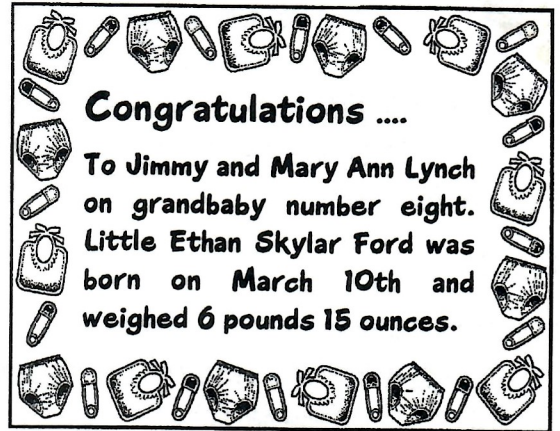 Congratulations ....
To Jimmy and Mary Ann Lynch
on grandbaby number eight.
Little Ethan Skylar Ford was
born on March 10th and
weighed 6 pounds 15 ounces.